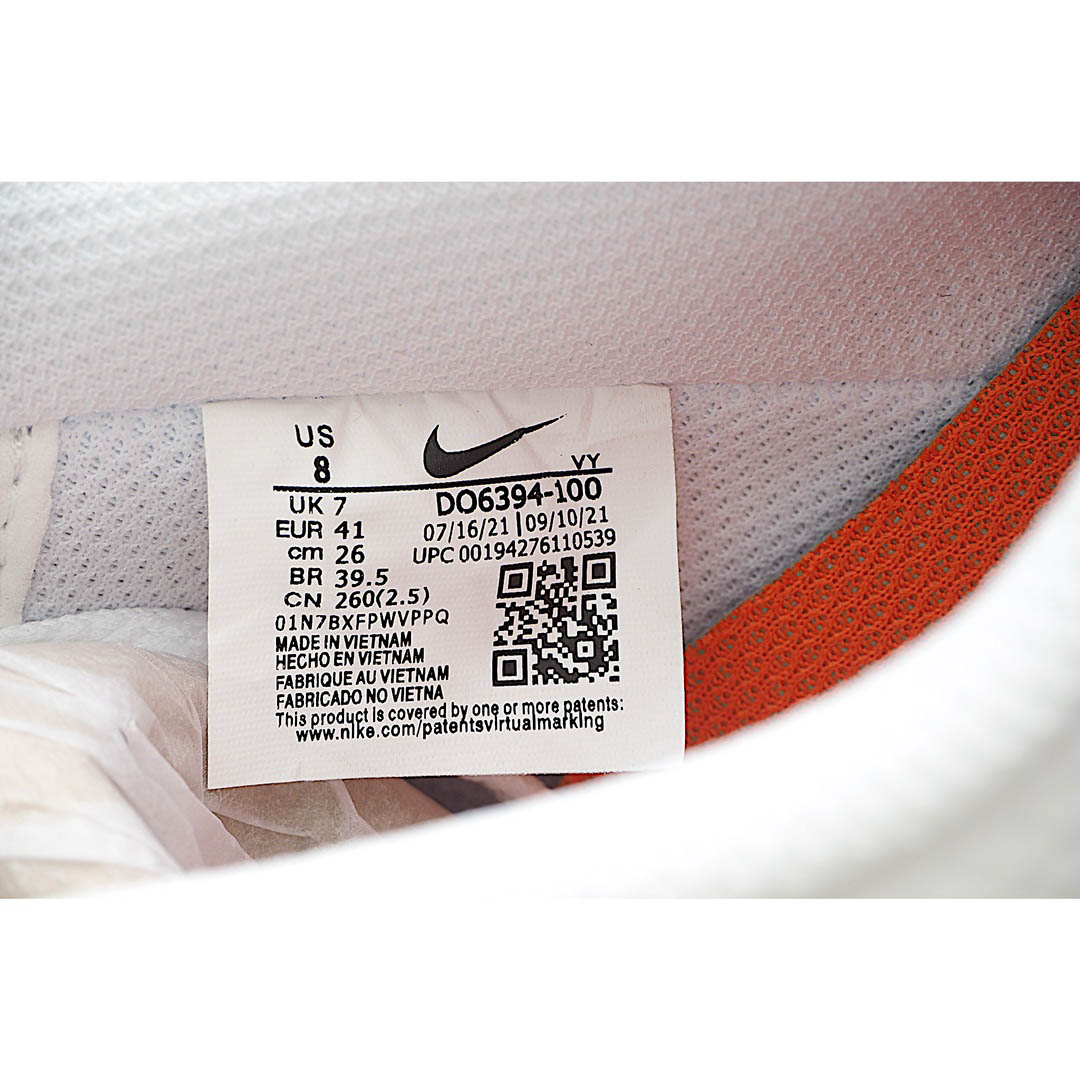 US
8
VY
UK 7
DO6394-100
EUR 41
07/16/21 | 09/10/21
cm 26
UPC 00194276110539
BR 39.5
CN 260(2.5)
01N7BXFPWVPPQ
MADE IN VIETNAM
HECHO EN VIETNAM
FABRIQUE AU VIETNAM
FABRICADO NO VIETNA
This product is covered by one or more patents:
www.nike.com/patentsvirtualmarking